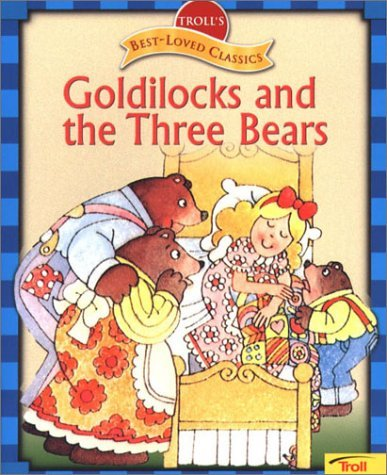 TROLL'S
BEST-LOVED CLASSICS
Goldilocks and
the Three Bears
Troll